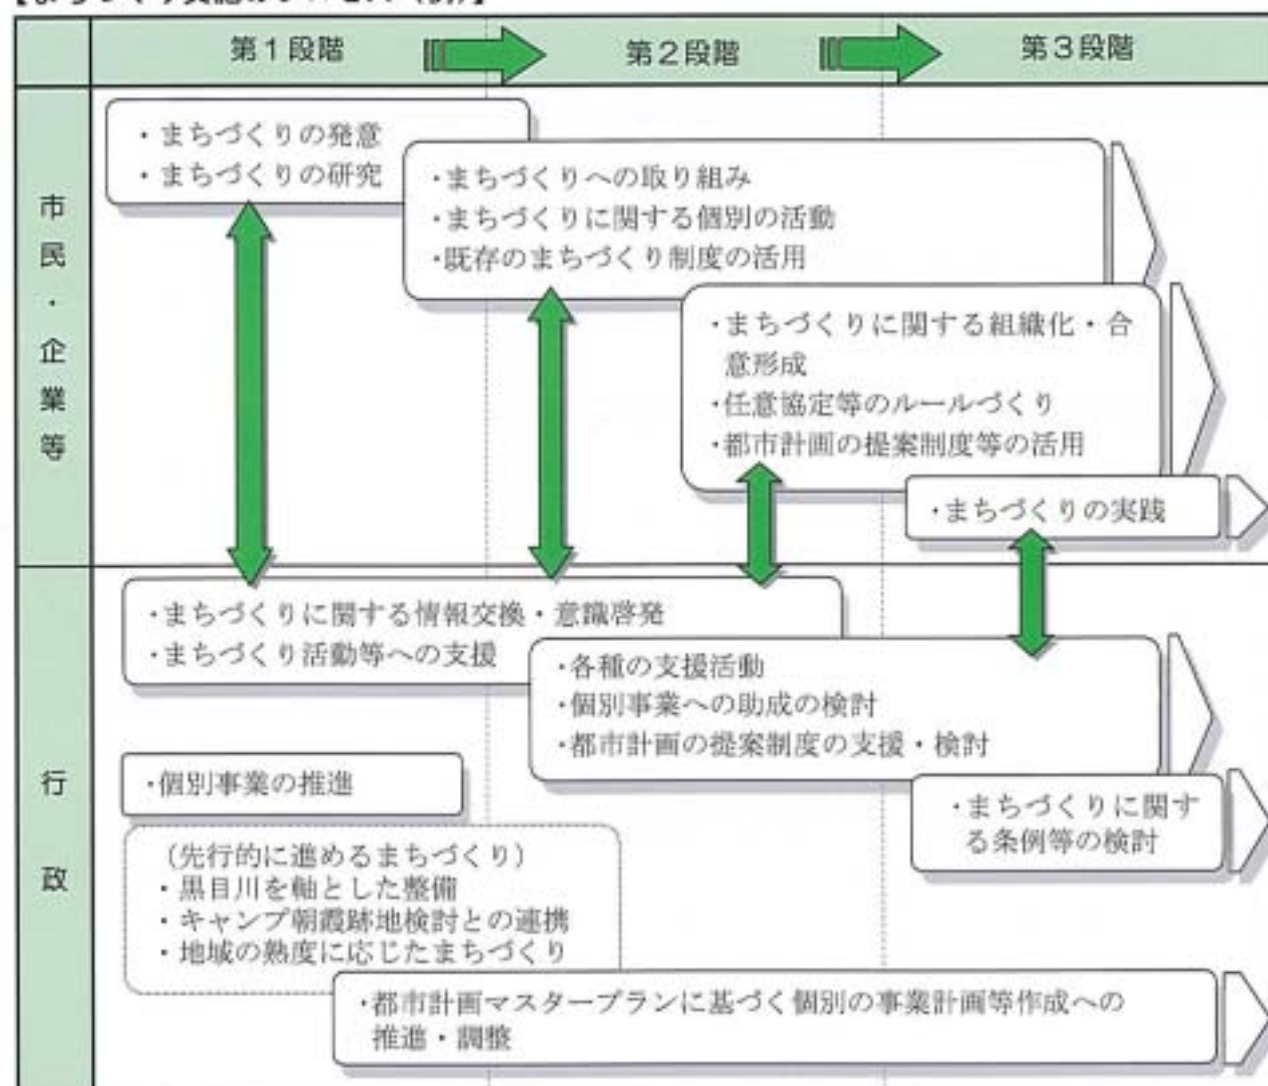 第1段階
第2段階
第3段階
市民・企業等
・まちづくりの発意
・まちづくりの研究
・まちづくりへの取り組み
・まちづくりに関する個別の活動
・既存のまちづくり制度の活用
・まちづくりに関する組織化・合
意形成
・任意協定等のルールづくり
・都市計画の提案制度等の活用
・まちづくりの実践
行政
・まちづくりに関する情報交換・意識啓発
・まちづくり活動等への支援
・各種の支援活動
・個別事業への助成の検討
・都市計画の提案制度の支援・検討
・個別事業の推進
・まちづくりに関す
る条例等の検討
（先行的に進めるまちづくり）
・黒目川を軸とした整備
・キャンプ朝霞跡地検討との連携
・地域の熟度に応じたまちづくり
・都市計画マスタープランに基づく個別の事業計画等作成への
推進・調整